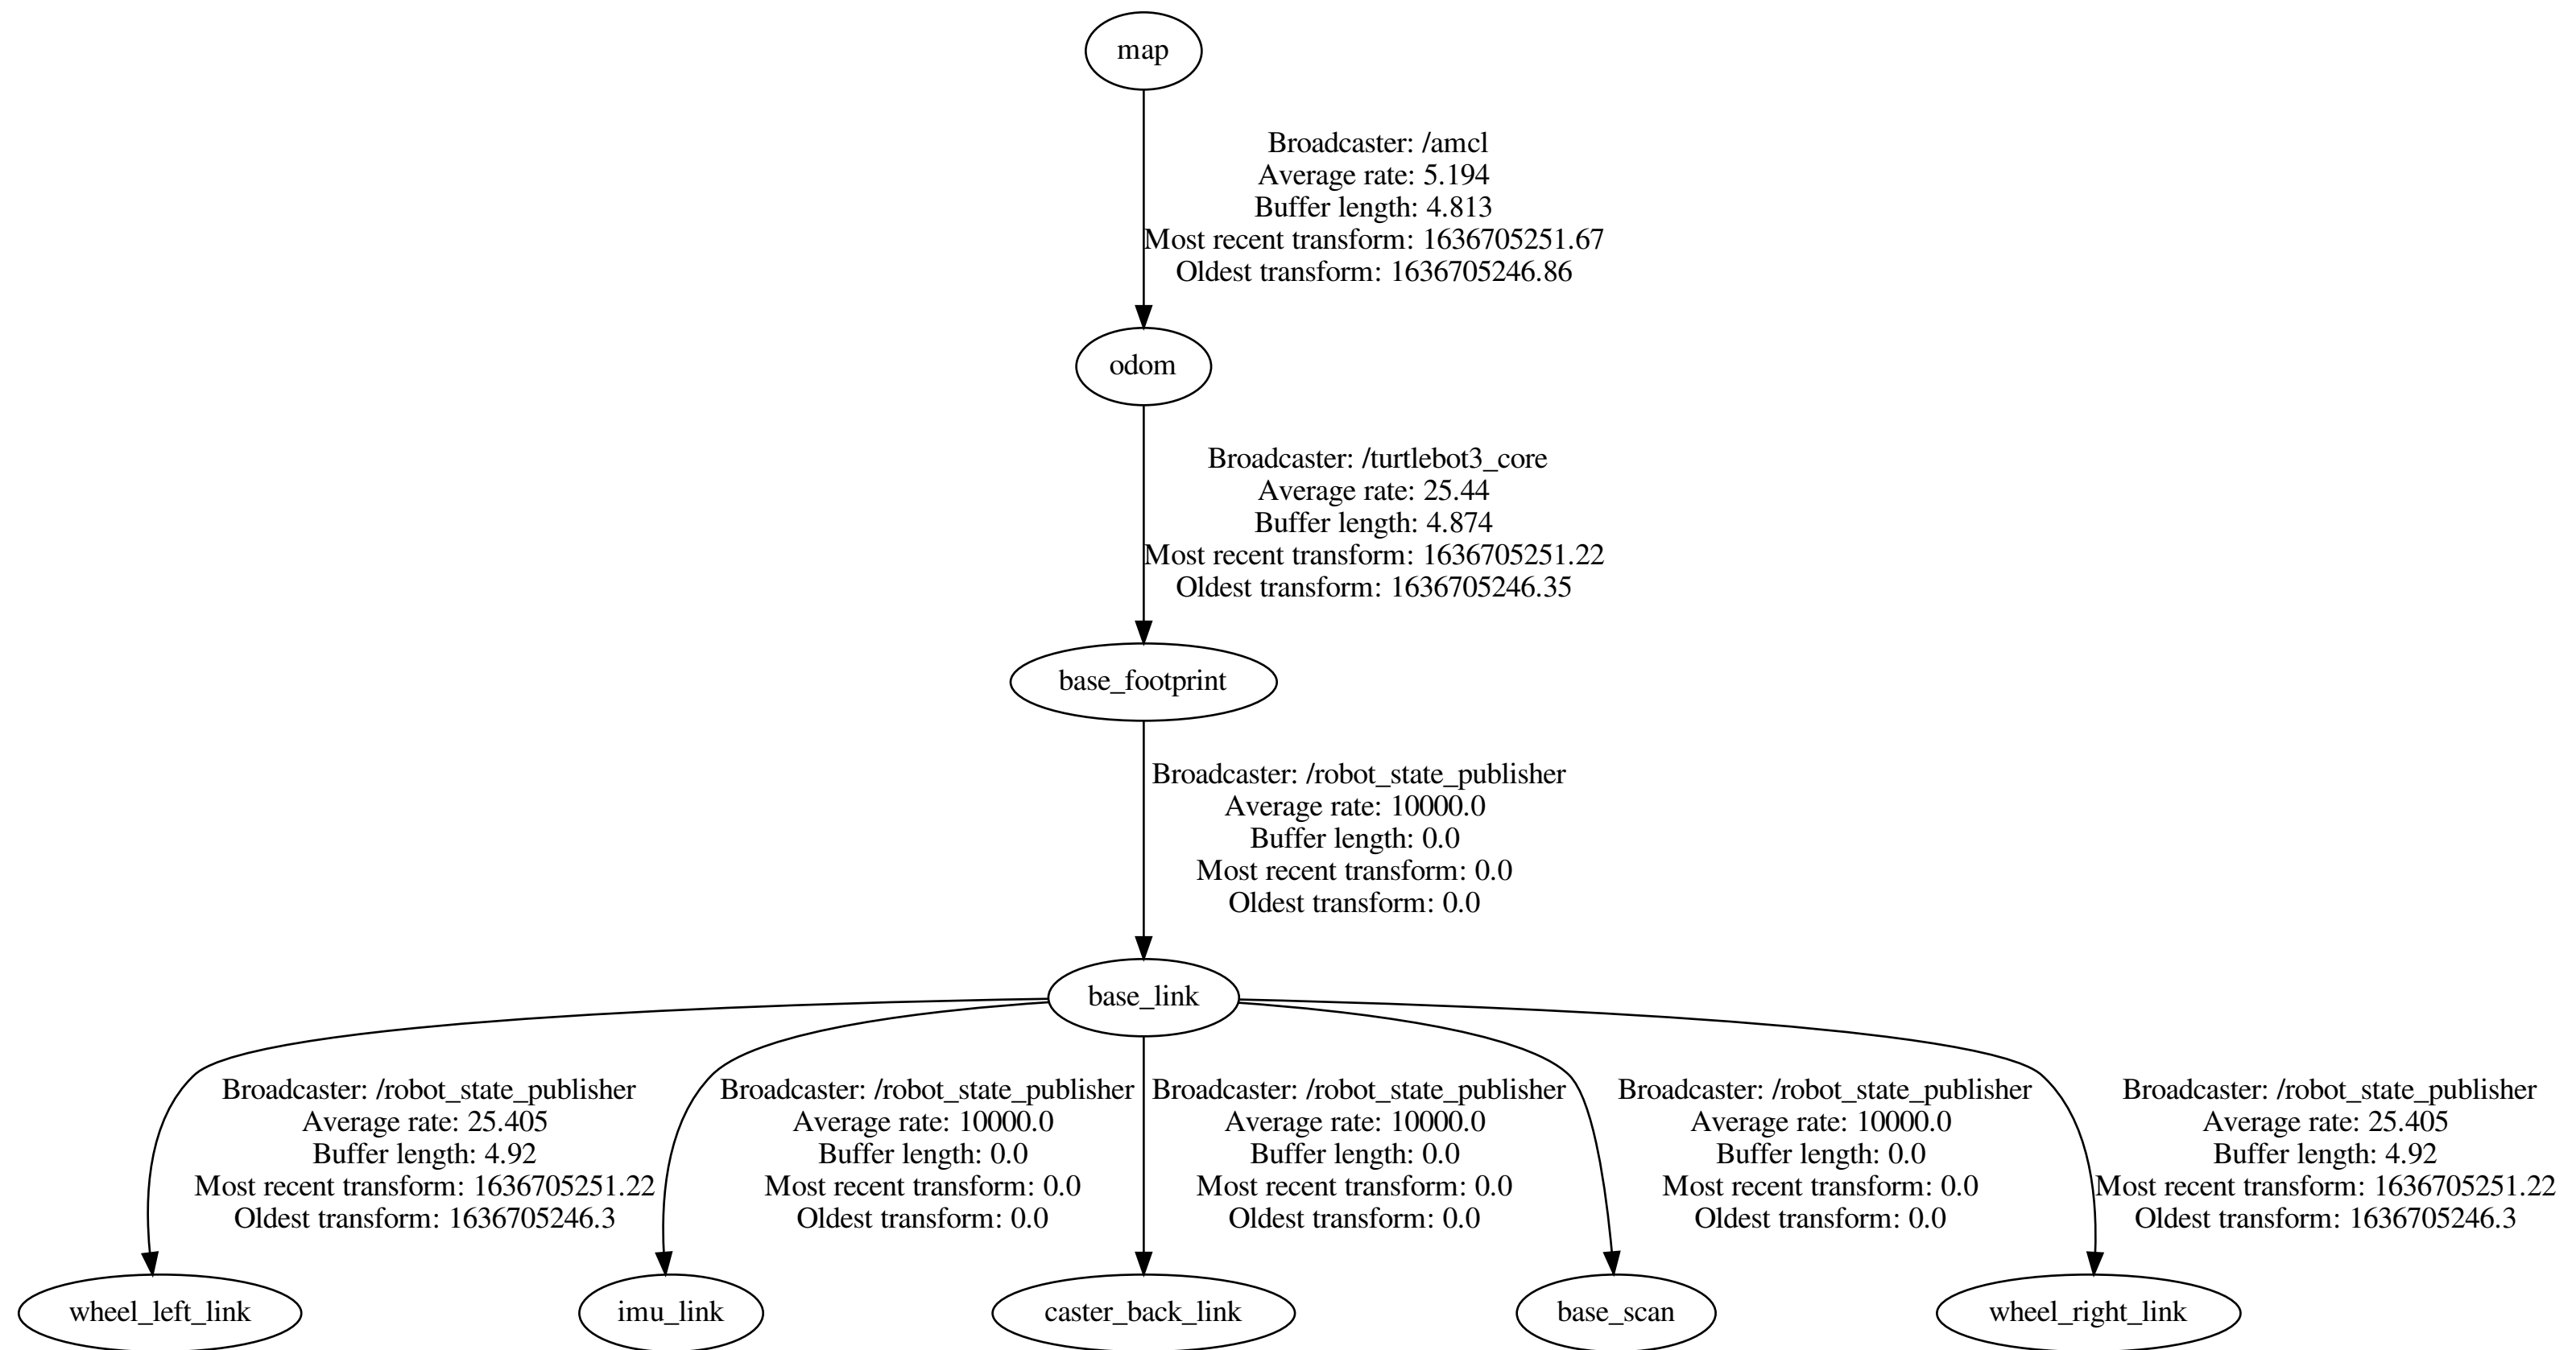 map
Broadcaster: /amcl
Average rate: 5.194
Buffer length: 4.813
Most recent transform: 1636705251.67
Oldest transform: 1636705246.86
odom
Broadcaster: /turtlebot3_core
Average rate: 25.44
Buffer length: 4.874
Most recent transform: 1636705251.22
Oldest transform: 1636705246.35
base_footprint
Broadcaster: /robot_state_publisher
Average rate: 10000.0
Buffer length: 0.0
Most recent transform: 0.0
Oldest transform: 0.0
base_link
Broadcaster: /robot_state_publisher
Average rate: 25.405
Buffer length: 4.92
Most recent transform: 1636705251.22
Oldest transform: 1636705246.3
Broadcaster: /robot_state_publisher
Average rate: 10000.0
Buffer length: 0.0
Most recent transform: 0.0
Oldest transform: 0.0
Broadcaster: /robot_state_publisher
Average rate: 10000.0
Buffer length: 0.0
Most recent transform: 0.0
Oldest transform: 0.0
Broadcaster: /robot_state_publisher
Average rate: 10000.0
Buffer length: 0.0
Most recent transform: 0.0
Oldest transform: 0.0
Broadcaster: /robot_state_publisher
Average rate: 25.405
Buffer length: 4.92
Most recent transform: 1636705251.22
Oldest transform: 1636705246.3
wheel_left_link
imu_link
caster_back_link
base_scan
wheel_right_link